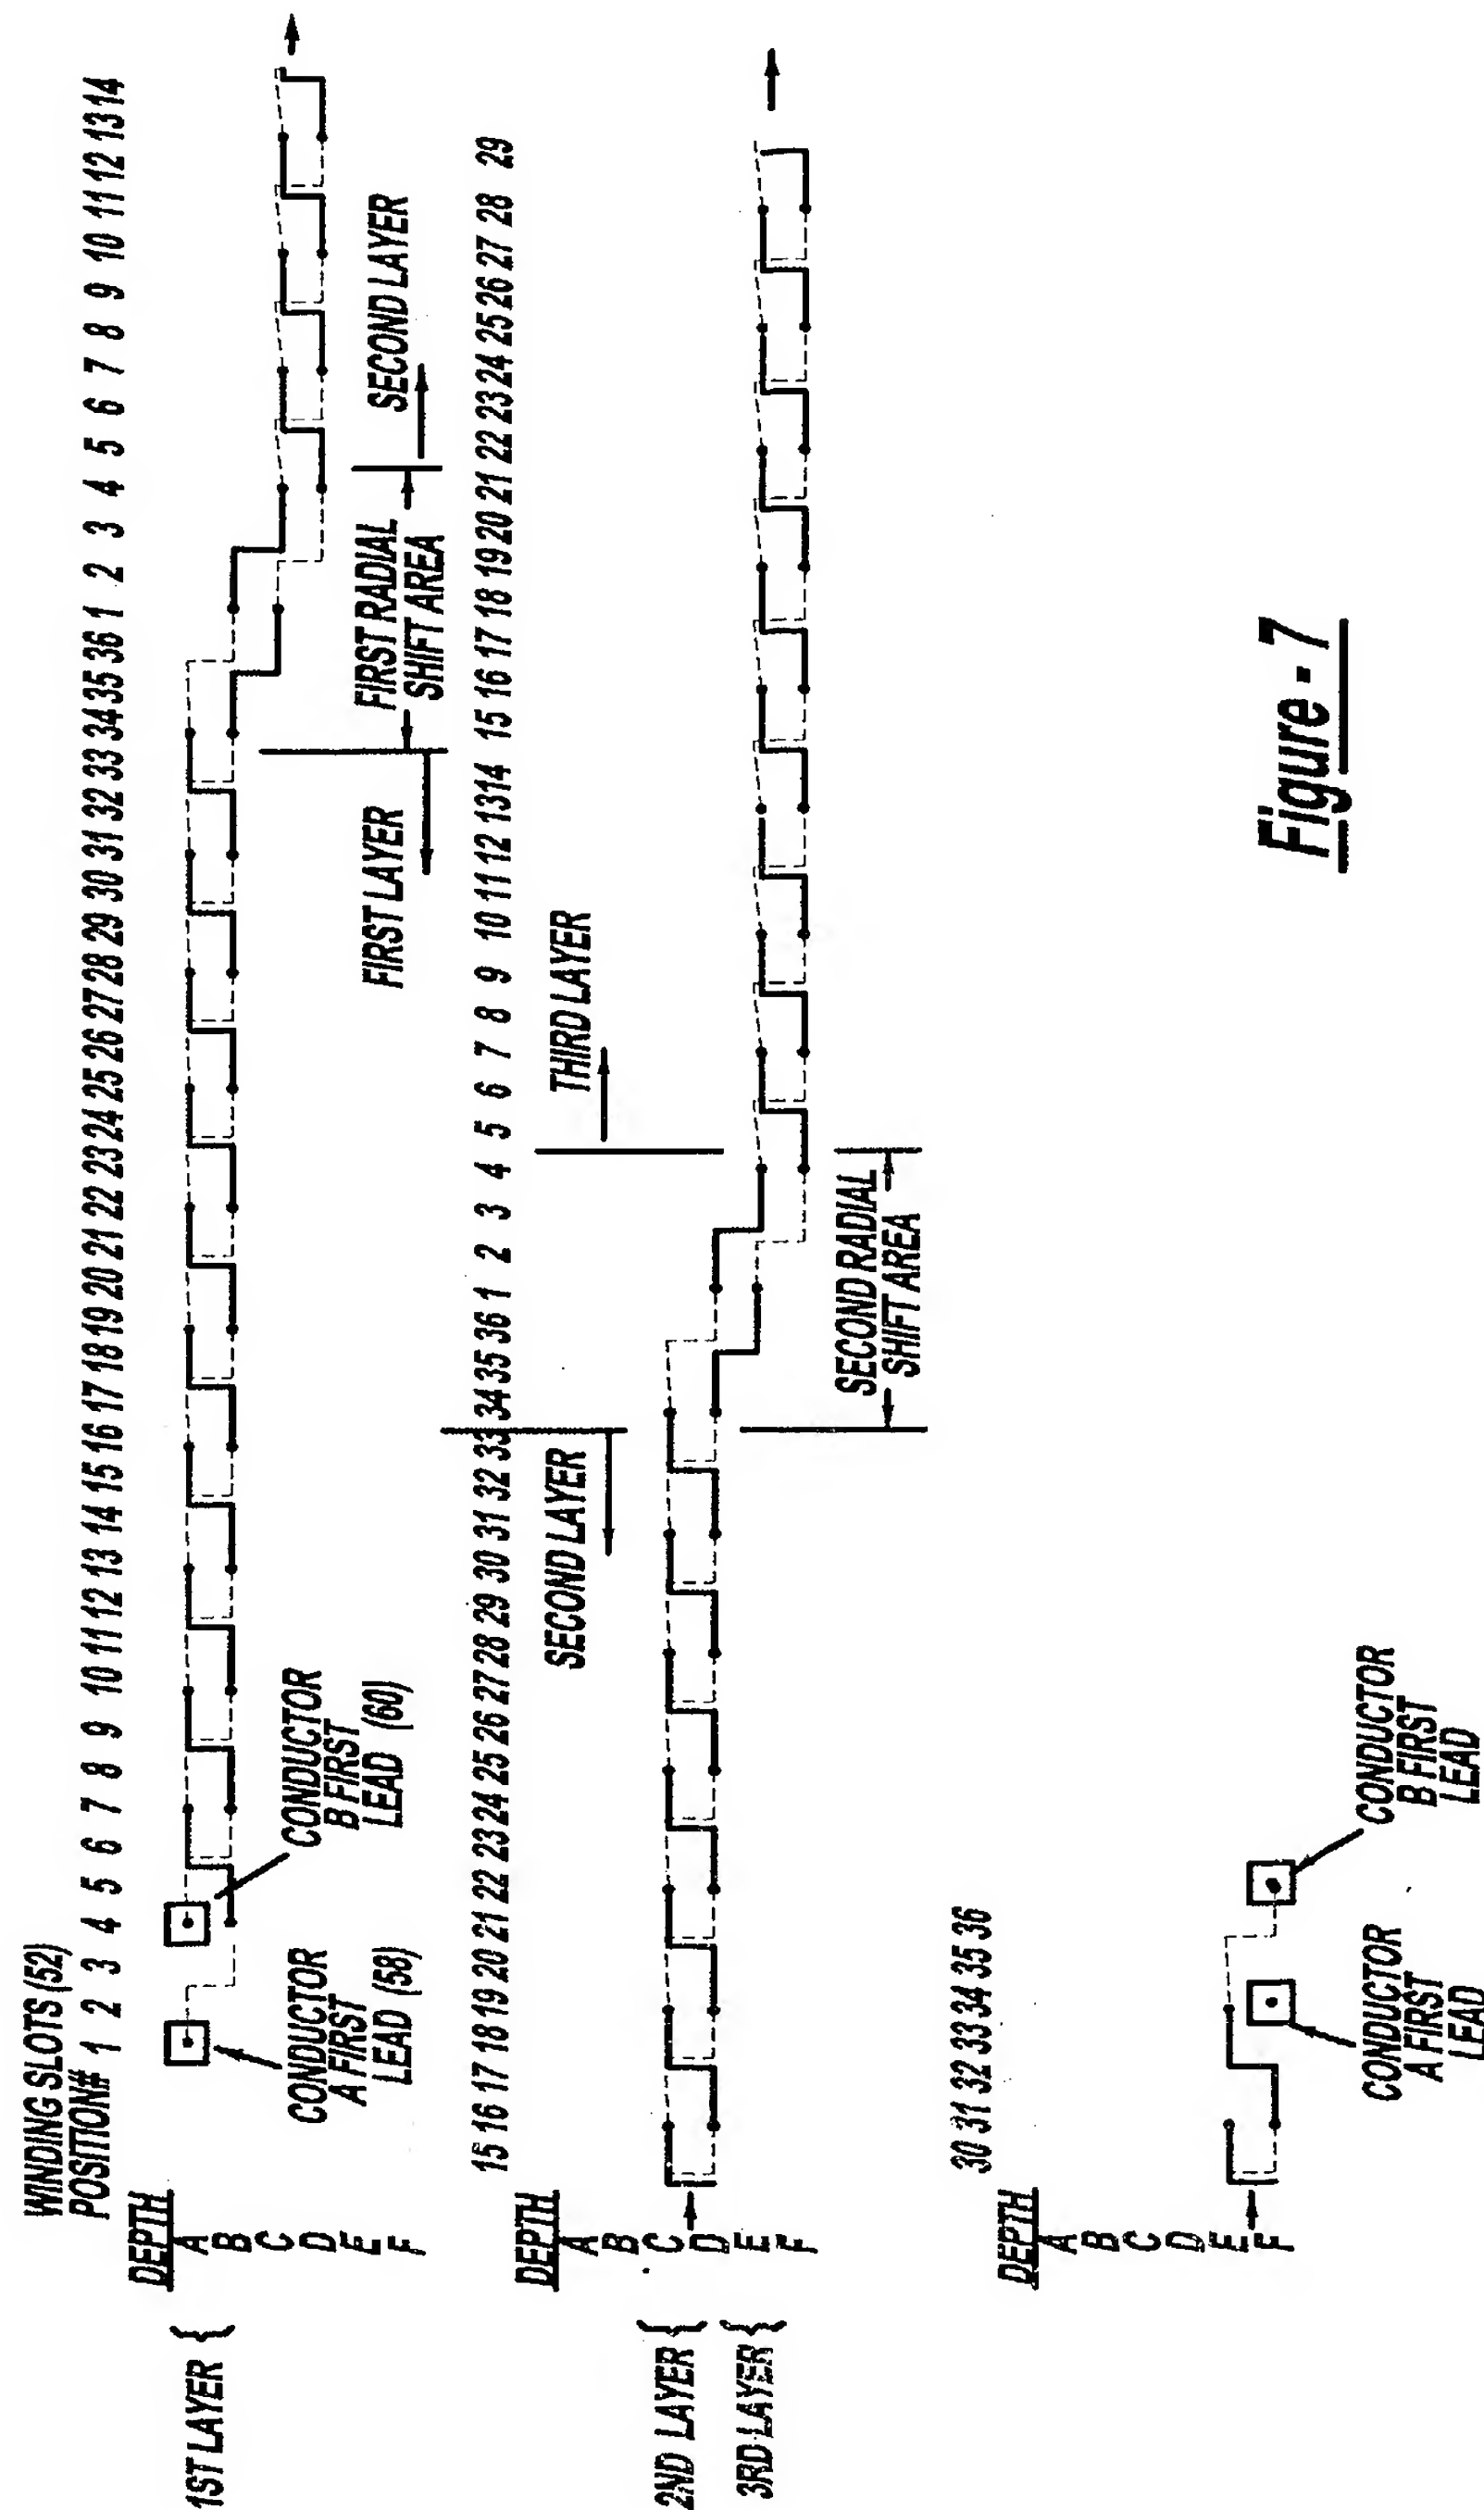 WINDING SLOTS (52)
POSITION# 1 2 3 4 5 6 7 8 9 10 11 12 13 14 15 16 17 18 19 20 21 22 23 24 25 26 27 28 29 30 31 32 33 34 35 36 1 2 3 4 5 6 7 8 9 10 11 12 13 14
DEPTH
A
B
C
D
E
F
1ST LAYER {
CONDUCTOR
A FIRST
LEAD (58)
CONDUCTOR
B FIRST
LEAD (60)
FIRST LAYER
FIRST RADIAL
SHIFT AREA
SECOND LAYER
15 16 17 18 19 20 21 22 23 24 25 26 27 28 29 30 31 32 33 34 35 36 1 2 3 4 5 6 7 8 9 10 11 12 13 14 15 16 17 18 19 20 21 22 23 24 25 26 27 28 29
DEPTH
A
B
C
D
E
F
2ND LAYER {
3RD LAYER {
SECOND LAYER
THIRD LAYER
SECOND RADIAL
SHIFT AREA
30 31 32 33 34 35 36
DEPTH
A
B
C
D
E
F
CONDUCTOR
A FIRST
LEAD
CONDUCTOR
B FIRST
LEAD
Figure - 7